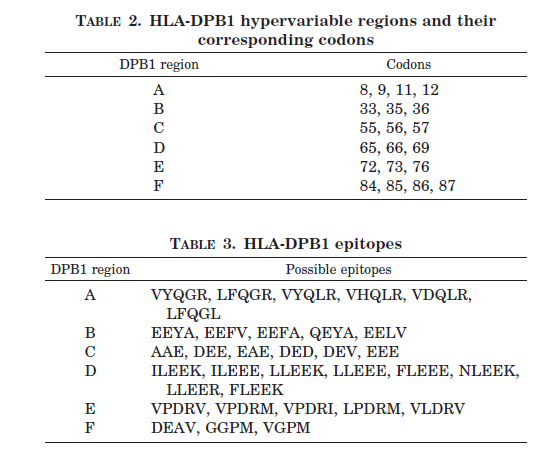 TABLE 2. HLA-DPB1 hypervariable regions and their
corresponding codons
DPB1 region Codons
A 8, 9, 11, 12
B 33, 35, 36
C 55, 56, 57
D 65, 66, 69
E 72, 73, 76
F 84, 85, 86, 87
TABLE 3. HLA-DPB1 epitopes
DPB1 region Possible epitopes
A VYQGR, LFQGR, VYQLR, VHQLR, VDQLR,
LFQGL
B EEYA, EEFV, EEFA, QEYA, EELV
C AAE, DEE, EAE, DED, DEV, EEE
D ILEEK, ILEEE, LLEEK, LLEEE, FLEEE, NLEEK,
LLEER, FLEEK
E VPDRV, VPDRM, VPDRI, LPDRM, VLDRV
F DEAV, GGPM, VGPM